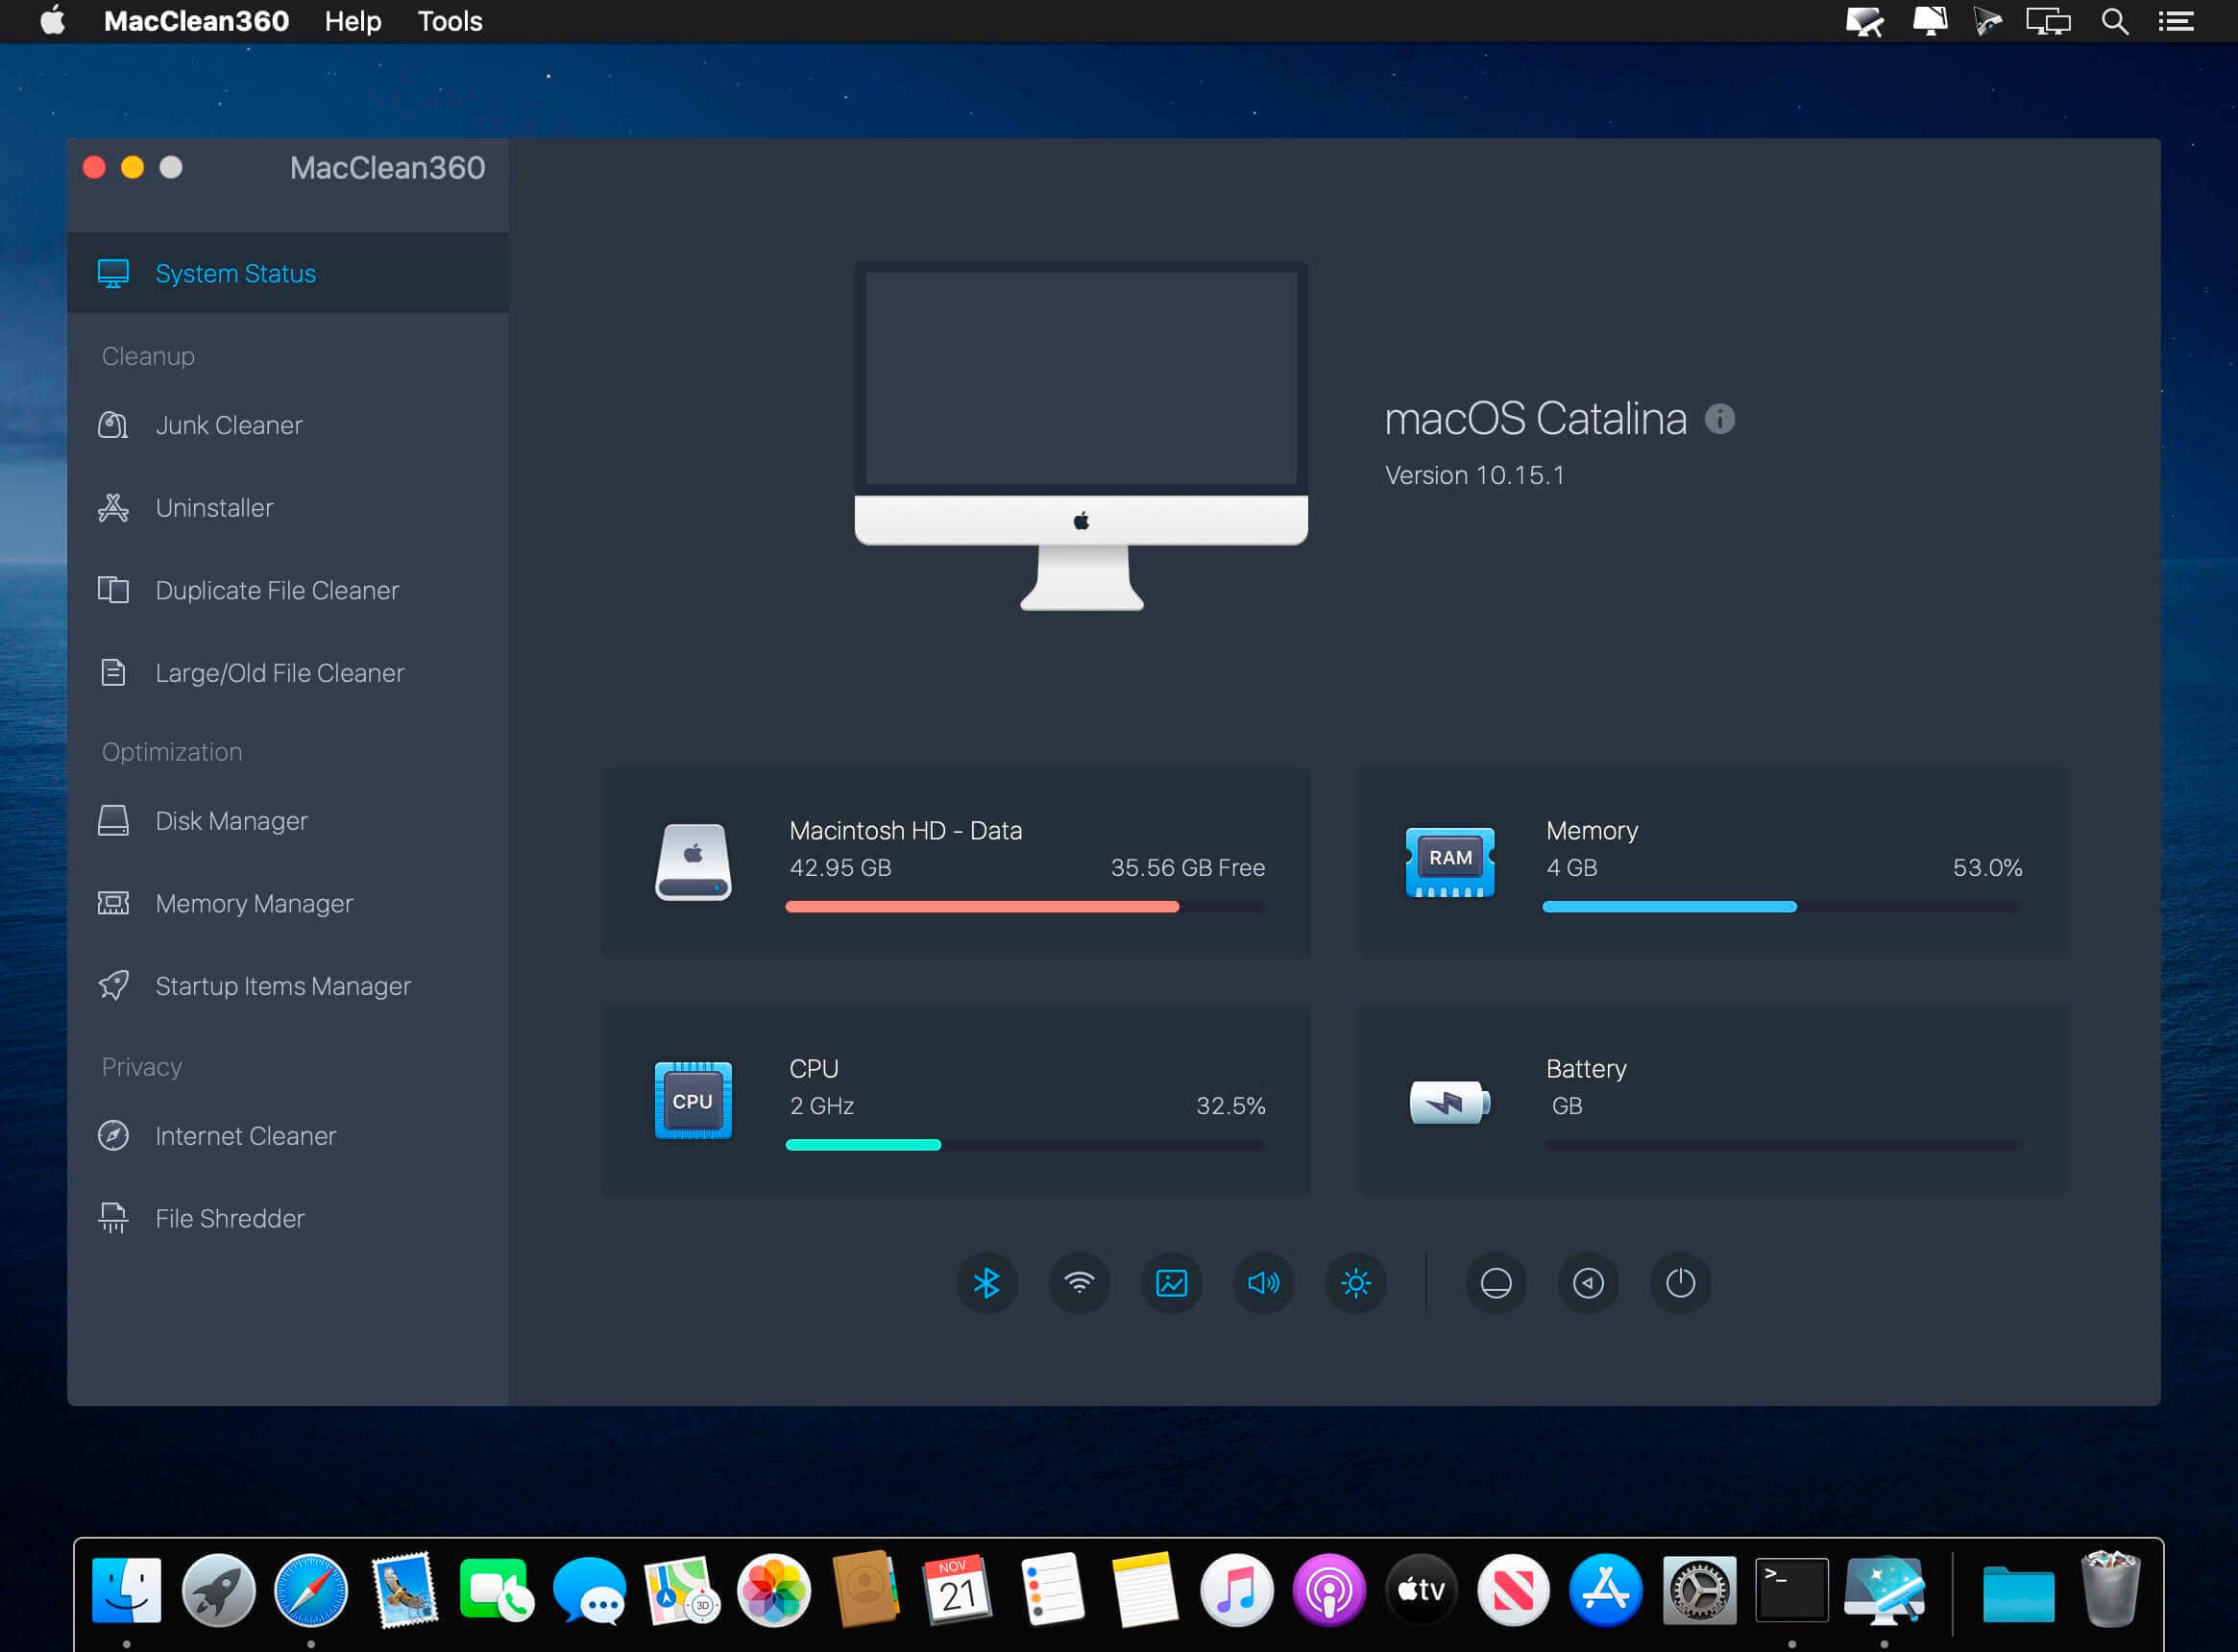 MacClean360 Help Tools
MacClean360
System Status
Cleanup
Junk Cleaner
Uninstaller
Duplicate File Cleaner
Large/Old File Cleaner
Optimization
Disk Manager
Memory Manager
Startup Items Manager
Privacy
Internet Cleaner
File Shredder
macOS Catalina
Version 10.15.1
Macintosh HD - Data
42.95 GB 35.56 GB Free
RAM
Memory
4 GB 53.0%
CPU
CPU
2 GHz 32.5%
Battery
GB
3D
NOV
21
tv
>_